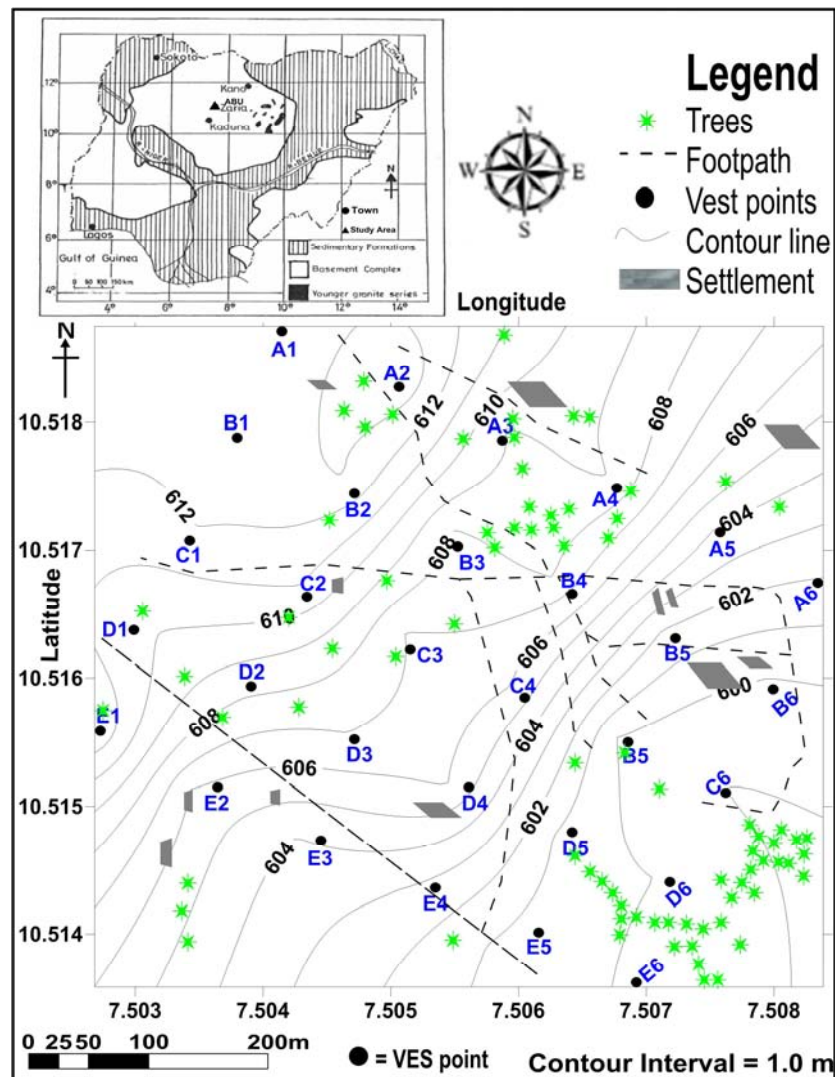 Sokoto
Kano
ABU
Zaria
Kaduna
R. BENUE
N
Lagos
Gulf of Guinea
0 50 100 150km
Town
Study Area
Sedimentary Formations
Basement Complex
Younger granite series
12°
10°
8°
6°
4°
4° 6° 8° 10° 12° 14°
N
W E
S
Legend
Trees
Footpath
Vest points
Contour line
Settlement
Longitude
N
Latitude
A1
A2
A3
A4
A5
A6
B1
B2
B3
B4
B5
B6
C1
C2
C3
C4
B5
C6
D1
D2
D3
D4
D5
D6
E1
E2
E3
E4
E5
E6
612
610
608
606
604
602
600
612
610
608
606
604
608
606
604
602
10.518
10.517
10.516
10.515
10.514
7.503 7.504 7.505 7.506 7.507 7.508
0 25 50 100 200m
= VES point
Contour Interval = 1.0 m